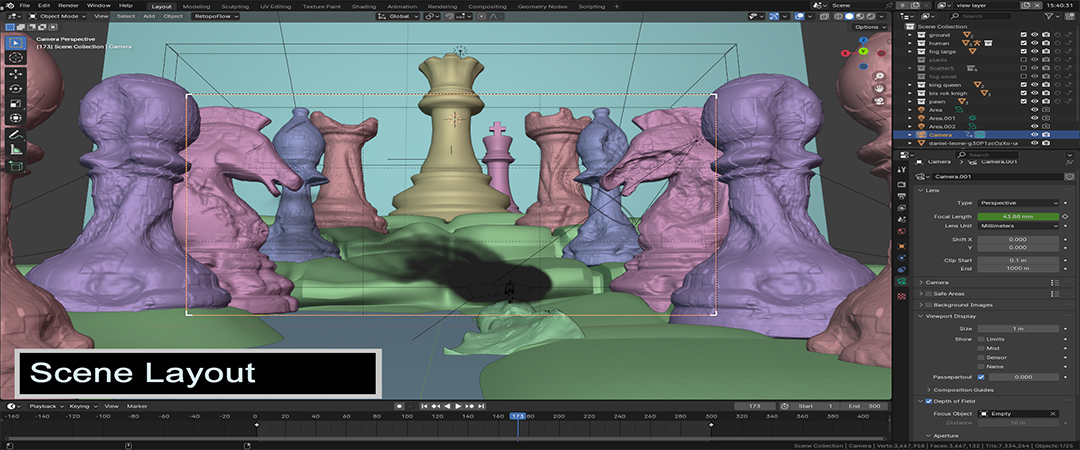 File Edit Render Window Help Layout Modeling Sculpting UV Editing Texture Paint Shading Animation Rendering Compositing Geometry Nodes Scripting + Scene view layer 15:40:31
Object Mode View Select Add Object RetopoFlow Global Search
Options
Camera Perspective
(173) Scene Collection | Camera
Scene Collection
ground
human
fog large
plants
Scatter5
fog small
king queen
bis rok knigh
pawn
Area
Area.001
Area.002
Camera
Search
Camera Camera.001
Camera.001
Lens
Type Perspective
Focal Length 43.88 mm
Lens Unit Millimeters
Shift X 0.000
Y 0.000
Clip Start 0.1 m
End 1000 m
Camera
Safe Areas
Background Images
Viewport Display
Size 1 m
Show Limits
Mist
Sensor
Name
Passepartout 0.000
Composition Guides
Depth of Field
Focus Object Empty
Distance 10 m
Aperture
Scene Layout
Playback Keying View Marker 173 Start 1 End 300
-160 -140 -120 -100 -80 -60 -40 -20 0 20 40 60 80 100 120 140 160 173 180 200 220 240 260 280 300 320 340 360 380 400
Scene Collection | Camera | Verts:3,667,958 | Faces:3,667,132 | Tris:7,334,264 | Objects:1/25